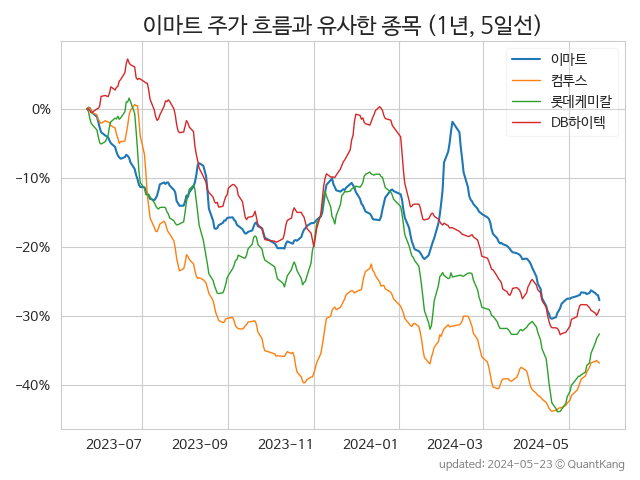 이마트 주가 흐름과 유사한 종목 (1년, 5일선)
이마트
컴투스
롯데케미칼
DB하이텍
0%
−10%
−20%
−30%
−40%
2023-07 2023-09 2023-11 2024-01 2024-03 2024-05
updated: 2024-05-23 © QuantKang